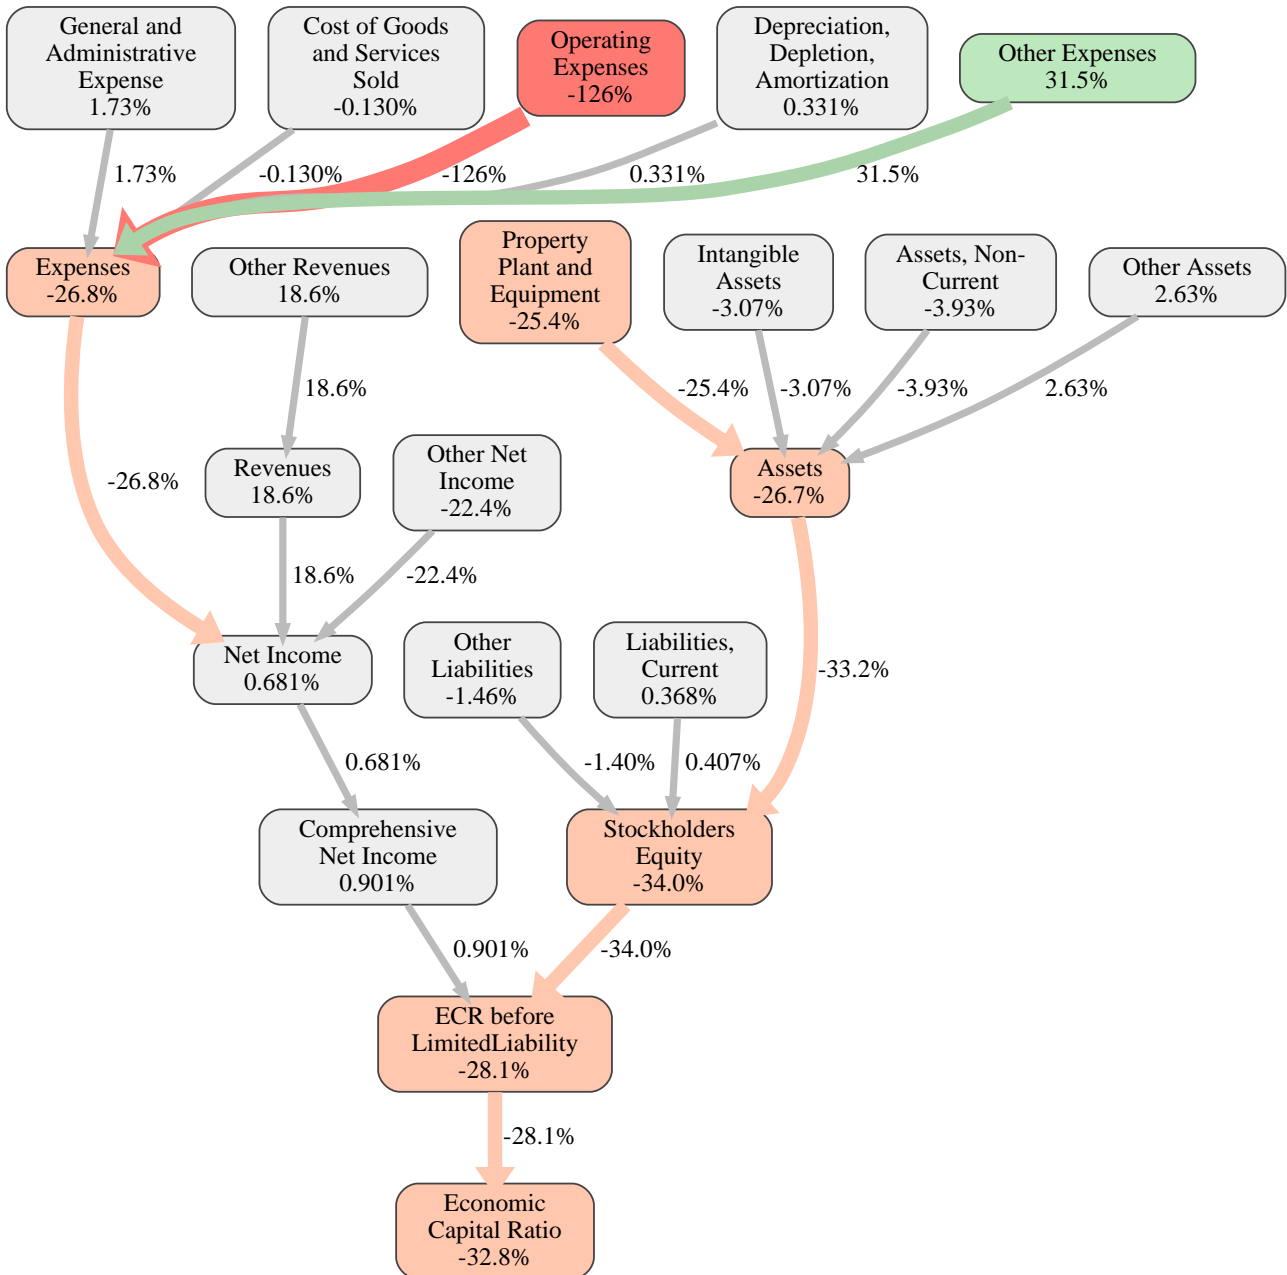 General and
Administrative
Expense
1.73%
Cost of Goods
and Services
Sold
-0.130%
Operating
Expenses
-126%
Depreciation,
Depletion,
Amortization
0.331%
Other Expenses
31.5%
1.73%
-0.130%
-126%
0.331%
31.5%
Expenses
-26.8%
Other Revenues
18.6%
Property
Plant and
Equipment
-25.4%
Intangible
Assets
-3.07%
Assets, Non-
Current
-3.93%
Other Assets
2.63%
18.6%
-25.4%
-3.07%
-3.93%
2.63%
-26.8%
Revenues
18.6%
Other Net
Income
-22.4%
Assets
-26.7%
18.6%
-22.4%
-33.2%
Net Income
0.681%
Other
Liabilities
-1.46%
Liabilities,
Current
0.368%
0.681%
-1.40%
0.407%
Comprehensive
Net Income
0.901%
Stockholders
Equity
-34.0%
0.901%
-34.0%
ECR before
LimitedLiability
-28.1%
-28.1%
Economic
Capital Ratio
-32.8%